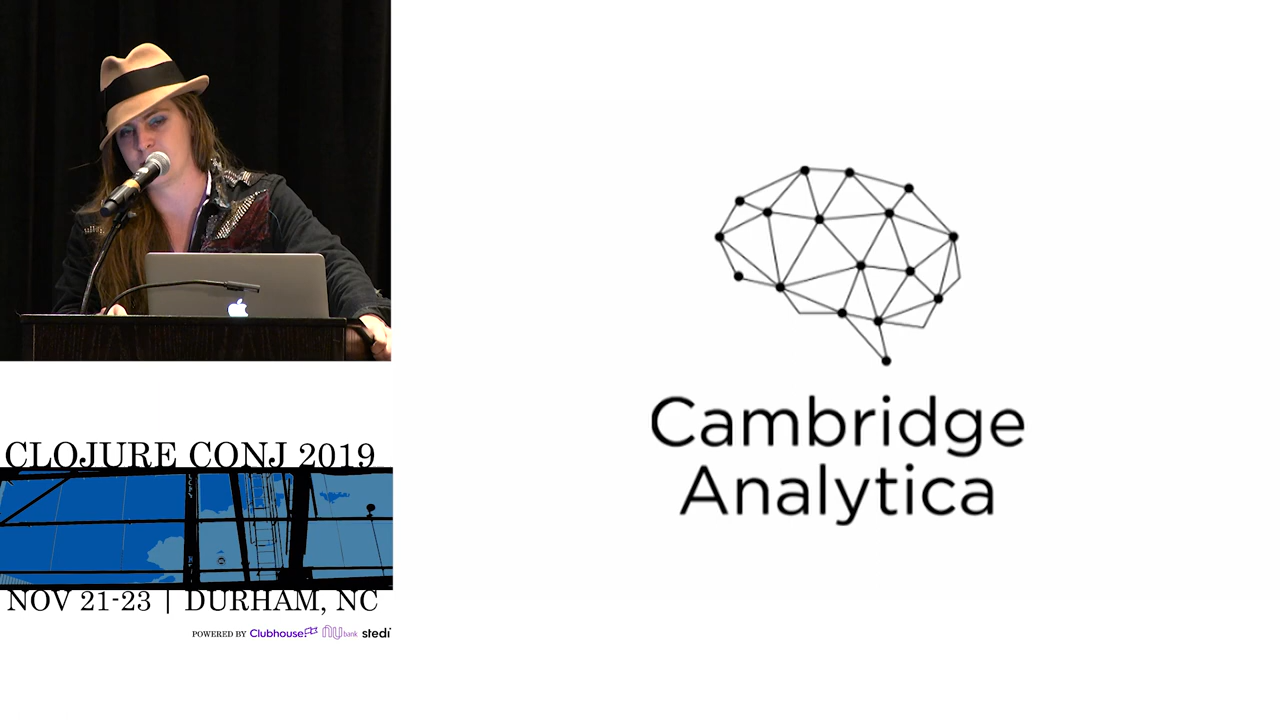 Cambridge
Analytica
CLOJURE CONJ 2019
NOV 21-23 | DURHAM, NC
POWERED BY Clubhouse nu bank stedi